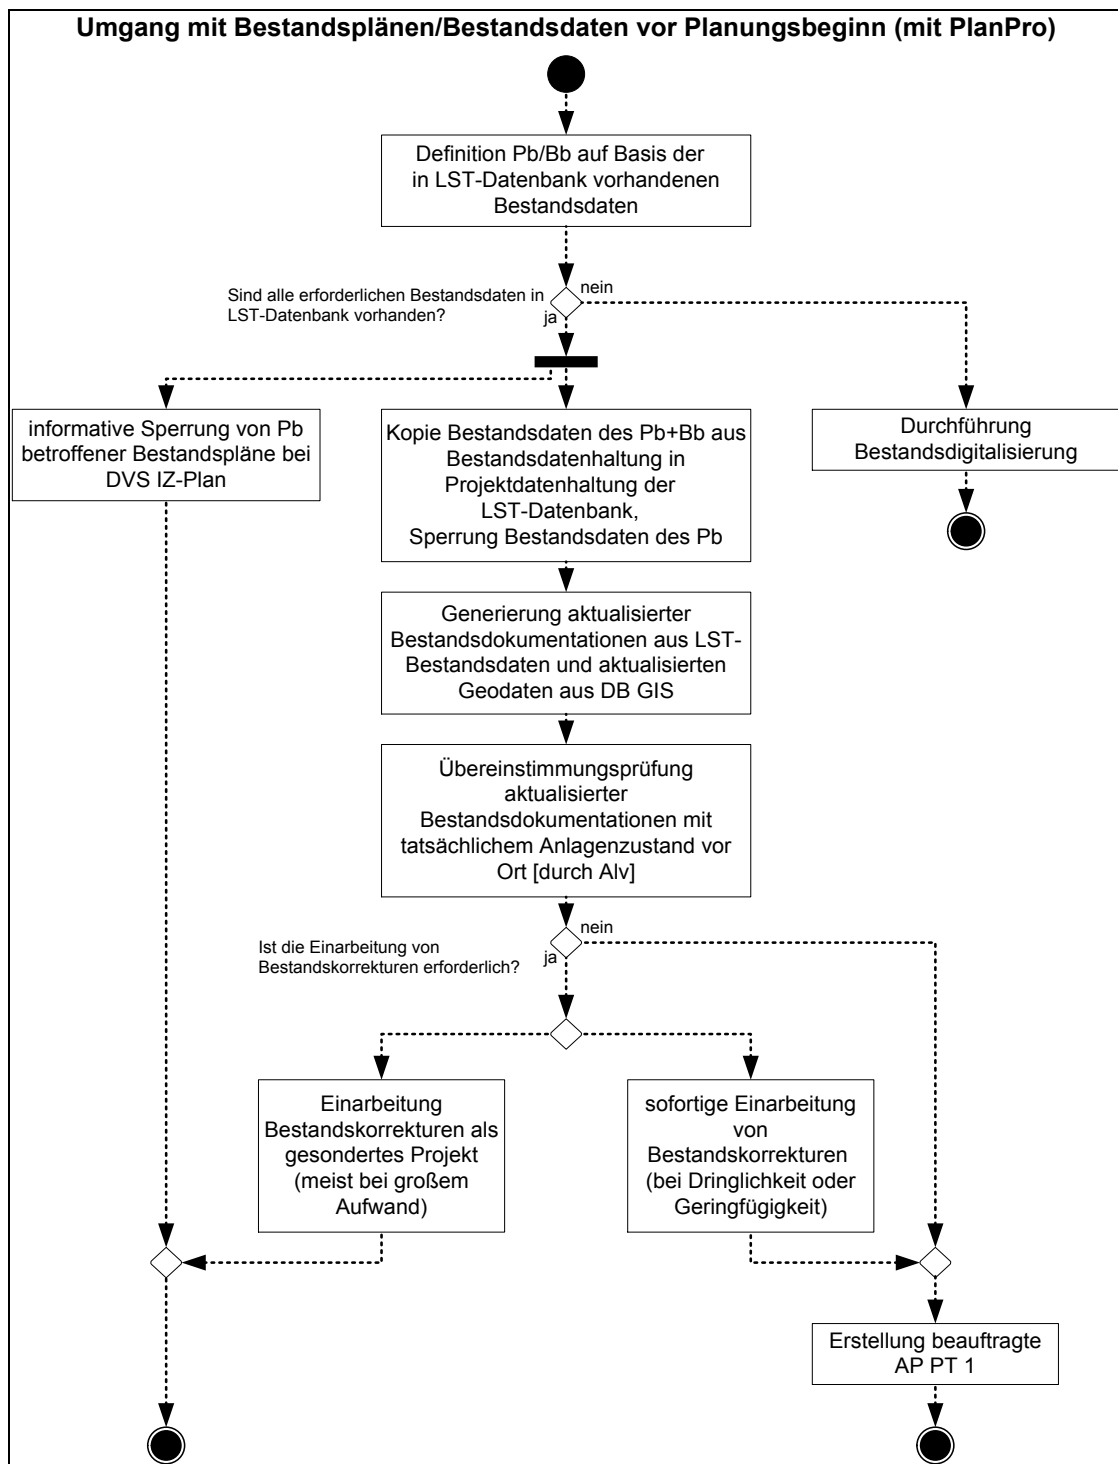 Umgang mit Bestandsplänen/Bestandsdaten vor Planungsbeginn (mit PlanPro)
Definition Pb/Bb auf Basis der
in LST-Datenbank vorhandenen
Bestandsdaten
Sind alle erforderlichen Bestandsdaten in
LST-Datenbank vorhanden?
nein
ja
informative Sperrung von Pb
betroffener Bestandspläne bei
DVS IZ-Plan
Kopie Bestandsdaten des Pb+Bb aus
Bestandsdatenhaltung in
Projektdatenhaltung der
LST-Datenbank,
Sperrung Bestandsdaten des Pb
Durchführung
Bestandsdigitalisierung
Generierung aktualisierter
Bestandsdokumentationen aus LST-
Bestandsdaten und aktualisierten
Geodaten aus DB GIS
Übereinstimmungsprüfung
aktualisierter
Bestandsdokumentationen mit
tatsächlichem Anlagenzustand vor
Ort [durch Alv]
Ist die Einarbeitung von
Bestandskorrekturen erforderlich?
nein
ja
Einarbeitung
Bestandskorrekturen als
gesondertes Projekt
(meist bei großem
Aufwand)
sofortige Einarbeitung
von
Bestandskorrekturen
(bei Dringlichkeit oder
Geringfügigkeit)
Erstellung beauftragte
AP PT 1